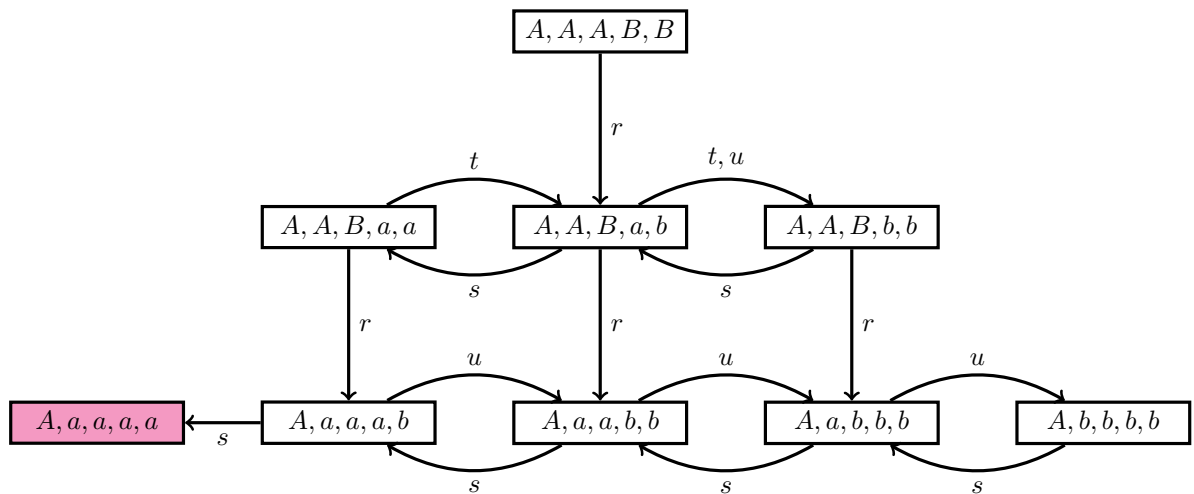 A, A, A, B, B
r
t
t, u
A, A, B, a, a
A, A, B, a, b
A, A, B, b, b
s
s
r
r
r
u
u
u
A, a, a, a, a
A, a, a, a, b
A, a, a, b, b
A, a, b, b, b
A, b, b, b, b
s
s
s
s